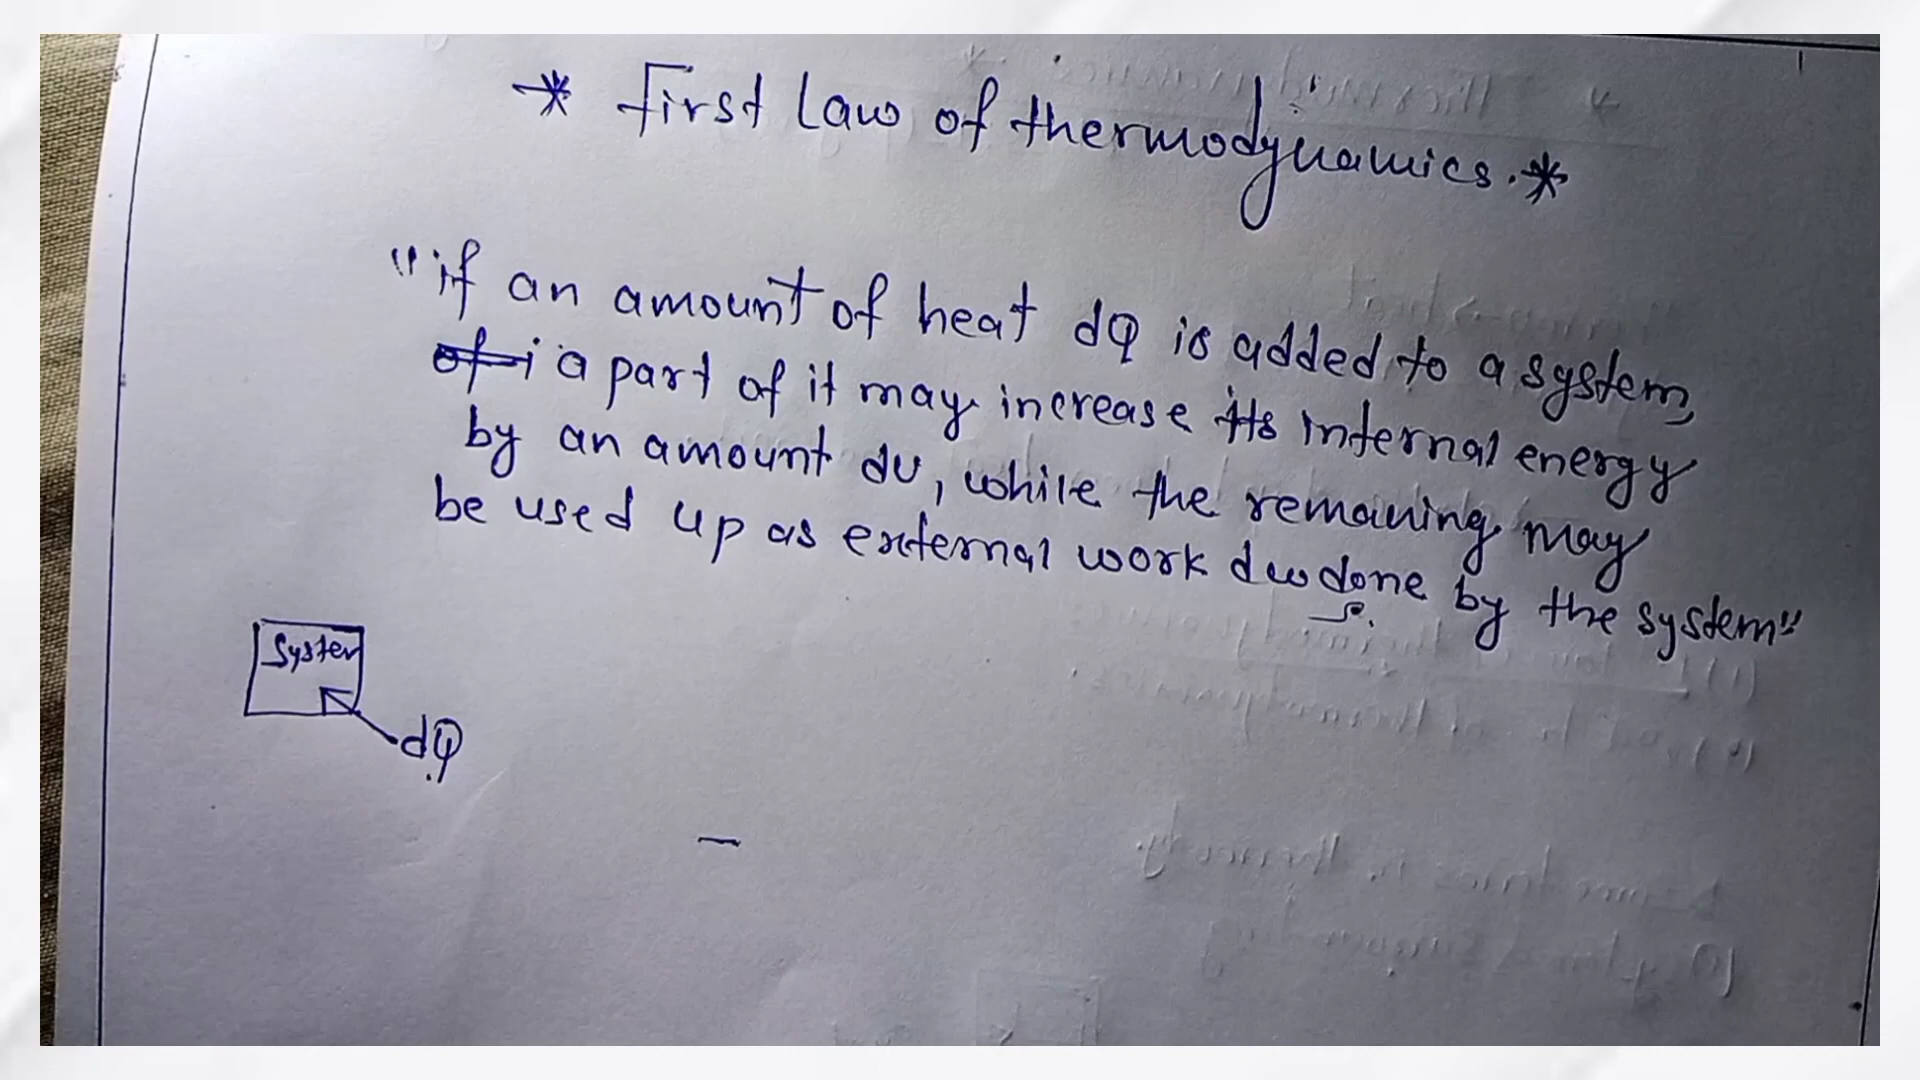 * First Law of thermodynamics.*
"if an amount of heat dQ is added to a system,
a part of it may increase its internal energy
by an amount dU, while the remaining may
be used up as external work dw done by the system"
System
dQ